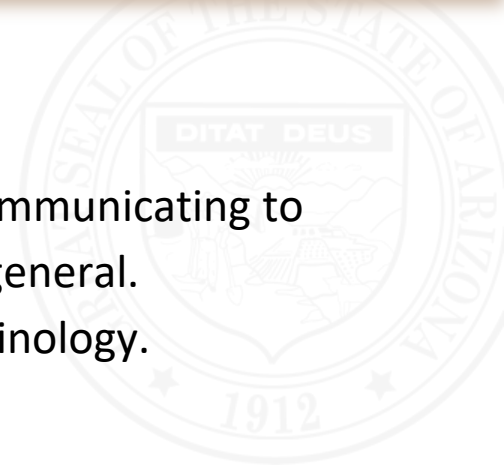 DITAT DEUS
mmunicating to
general.
inology.
1912